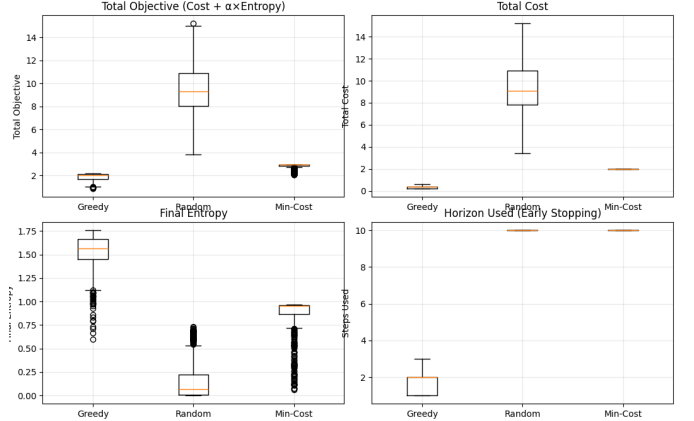 Total Objective (Cost + α×Entropy)
Total Objective
14
12
10
8
6
4
2
Greedy
Random
Min-Cost
Total Cost
Total Cost
14
12
10
8
6
4
2
0
Greedy
Random
Min-Cost
Final Entropy
Final Entropy
1.75
1.50
1.25
1.00
0.75
0.50
0.25
0.00
Greedy
Random
Min-Cost
Horizon Used (Early Stopping)
Steps Used
10
8
6
4
2
Greedy
Random
Min-Cost